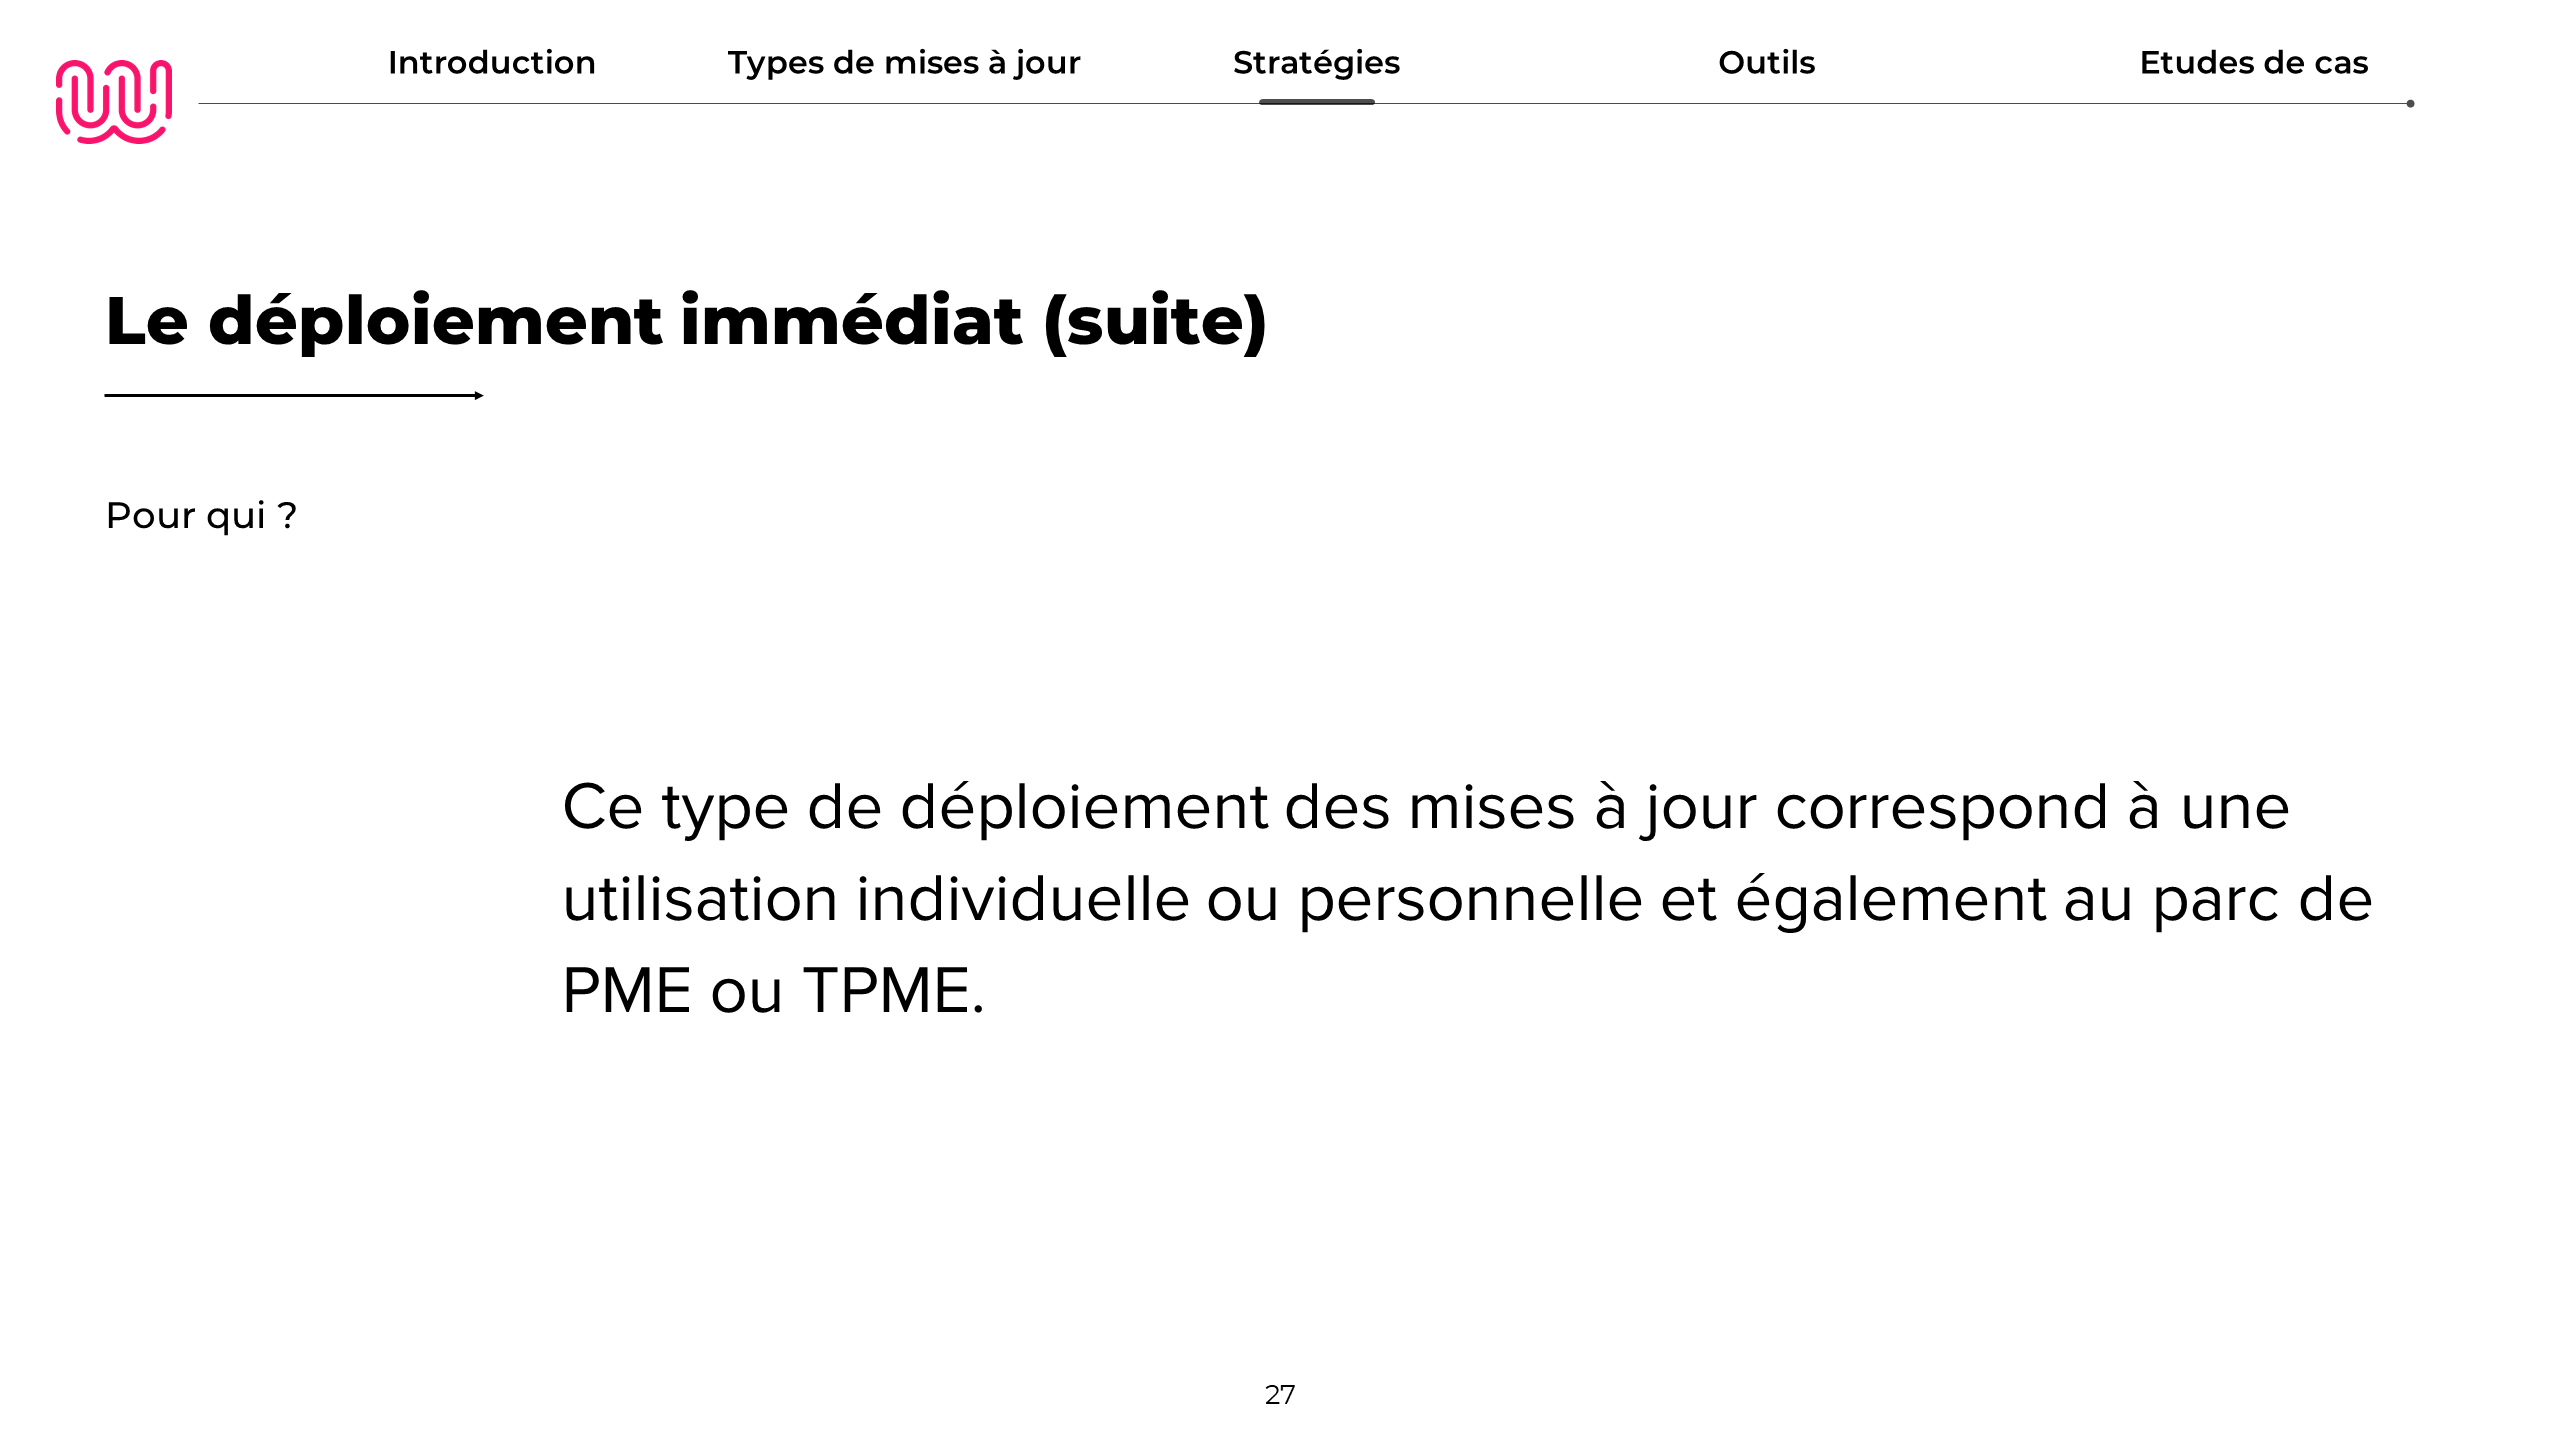 Introduction
Types de mises à jour
Stratégies
Outils
Etudes de cas
Le déploiement immédiat (suite)
Pour qui ?
Ce type de déploiement des mises à jour correspond à une
utilisation individuelle ou personnelle et également au parc de
PME ou TPME.
27